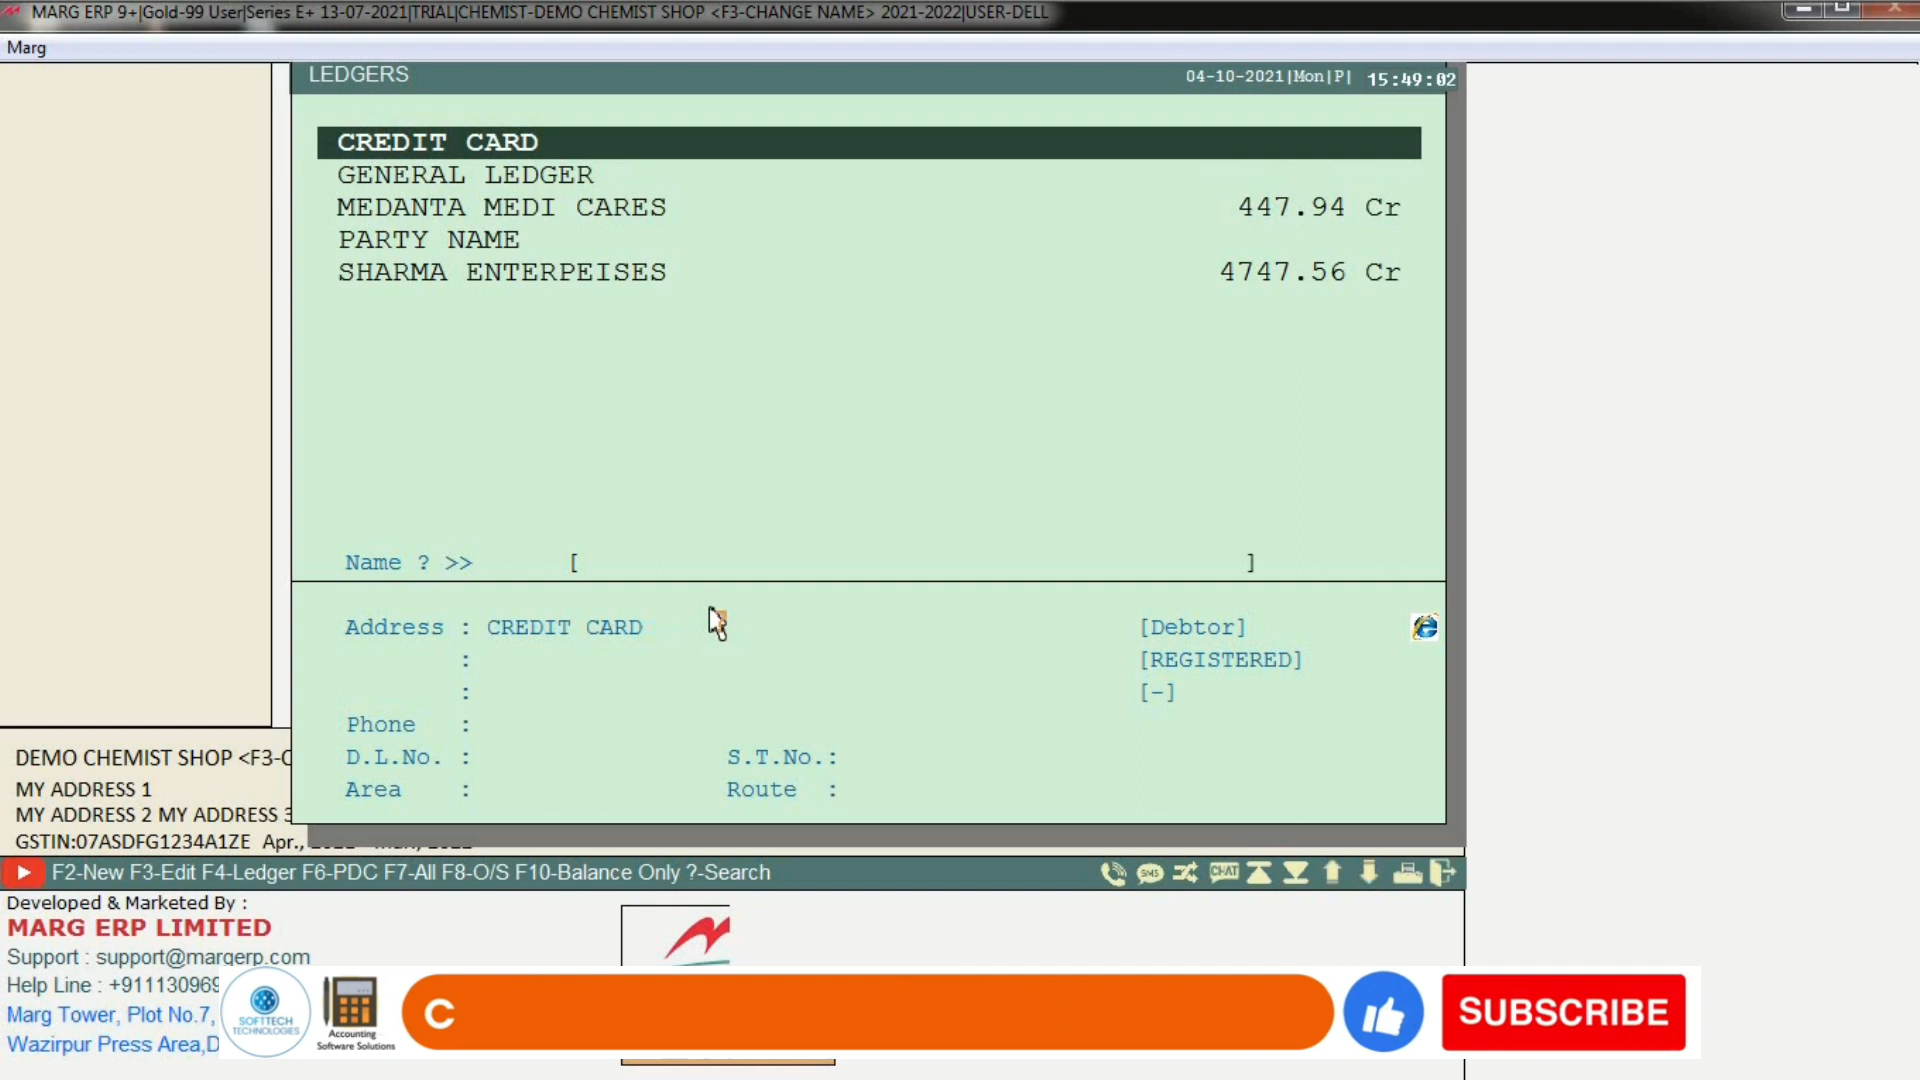 MARG ERP 9+|Gold-99 User|Series E+ 13-07-2021|TRIAL|CHEMIST-DEMO CHEMIST SHOP <F3-CHANGE NAME> 2021-2022|USER-DELL
Marg
LEDGERS 04-10-2021|Mon|P| 15:49:02
CREDIT CARD
GENERAL LEDGER
MEDANTA MEDI CARES 447.94 Cr
PARTY NAME
SHARMA ENTERPEISES 4747.56 Cr
Name ? >> [ ]
Address : CREDIT CARD [Debtor]
: [REGISTERED]
: [-]
Phone :
D.L.No. : S.T.No.:
Area : Route :
DEMO CHEMIST SHOP <F3-C
MY ADDRESS 1
MY ADDRESS 2 MY ADDRESS 3
GSTIN:07ASDFG1234A1ZE Apr.,
F2-New F3-Edit F4-Ledger F6-PDC F7-All F8-O/S F10-Balance Only ?-Search
SMS CHAT
Developed & Marketed By :
MARG ERP LIMITED
Support : support@margerp.com
Help Line : +9111130969
Marg Tower, Plot No.7,
Wazirpur Press Area,D
SOFTTECH
TECHNOLOGIES
Accounting
Software Solutions
C
SUBSCRIBE